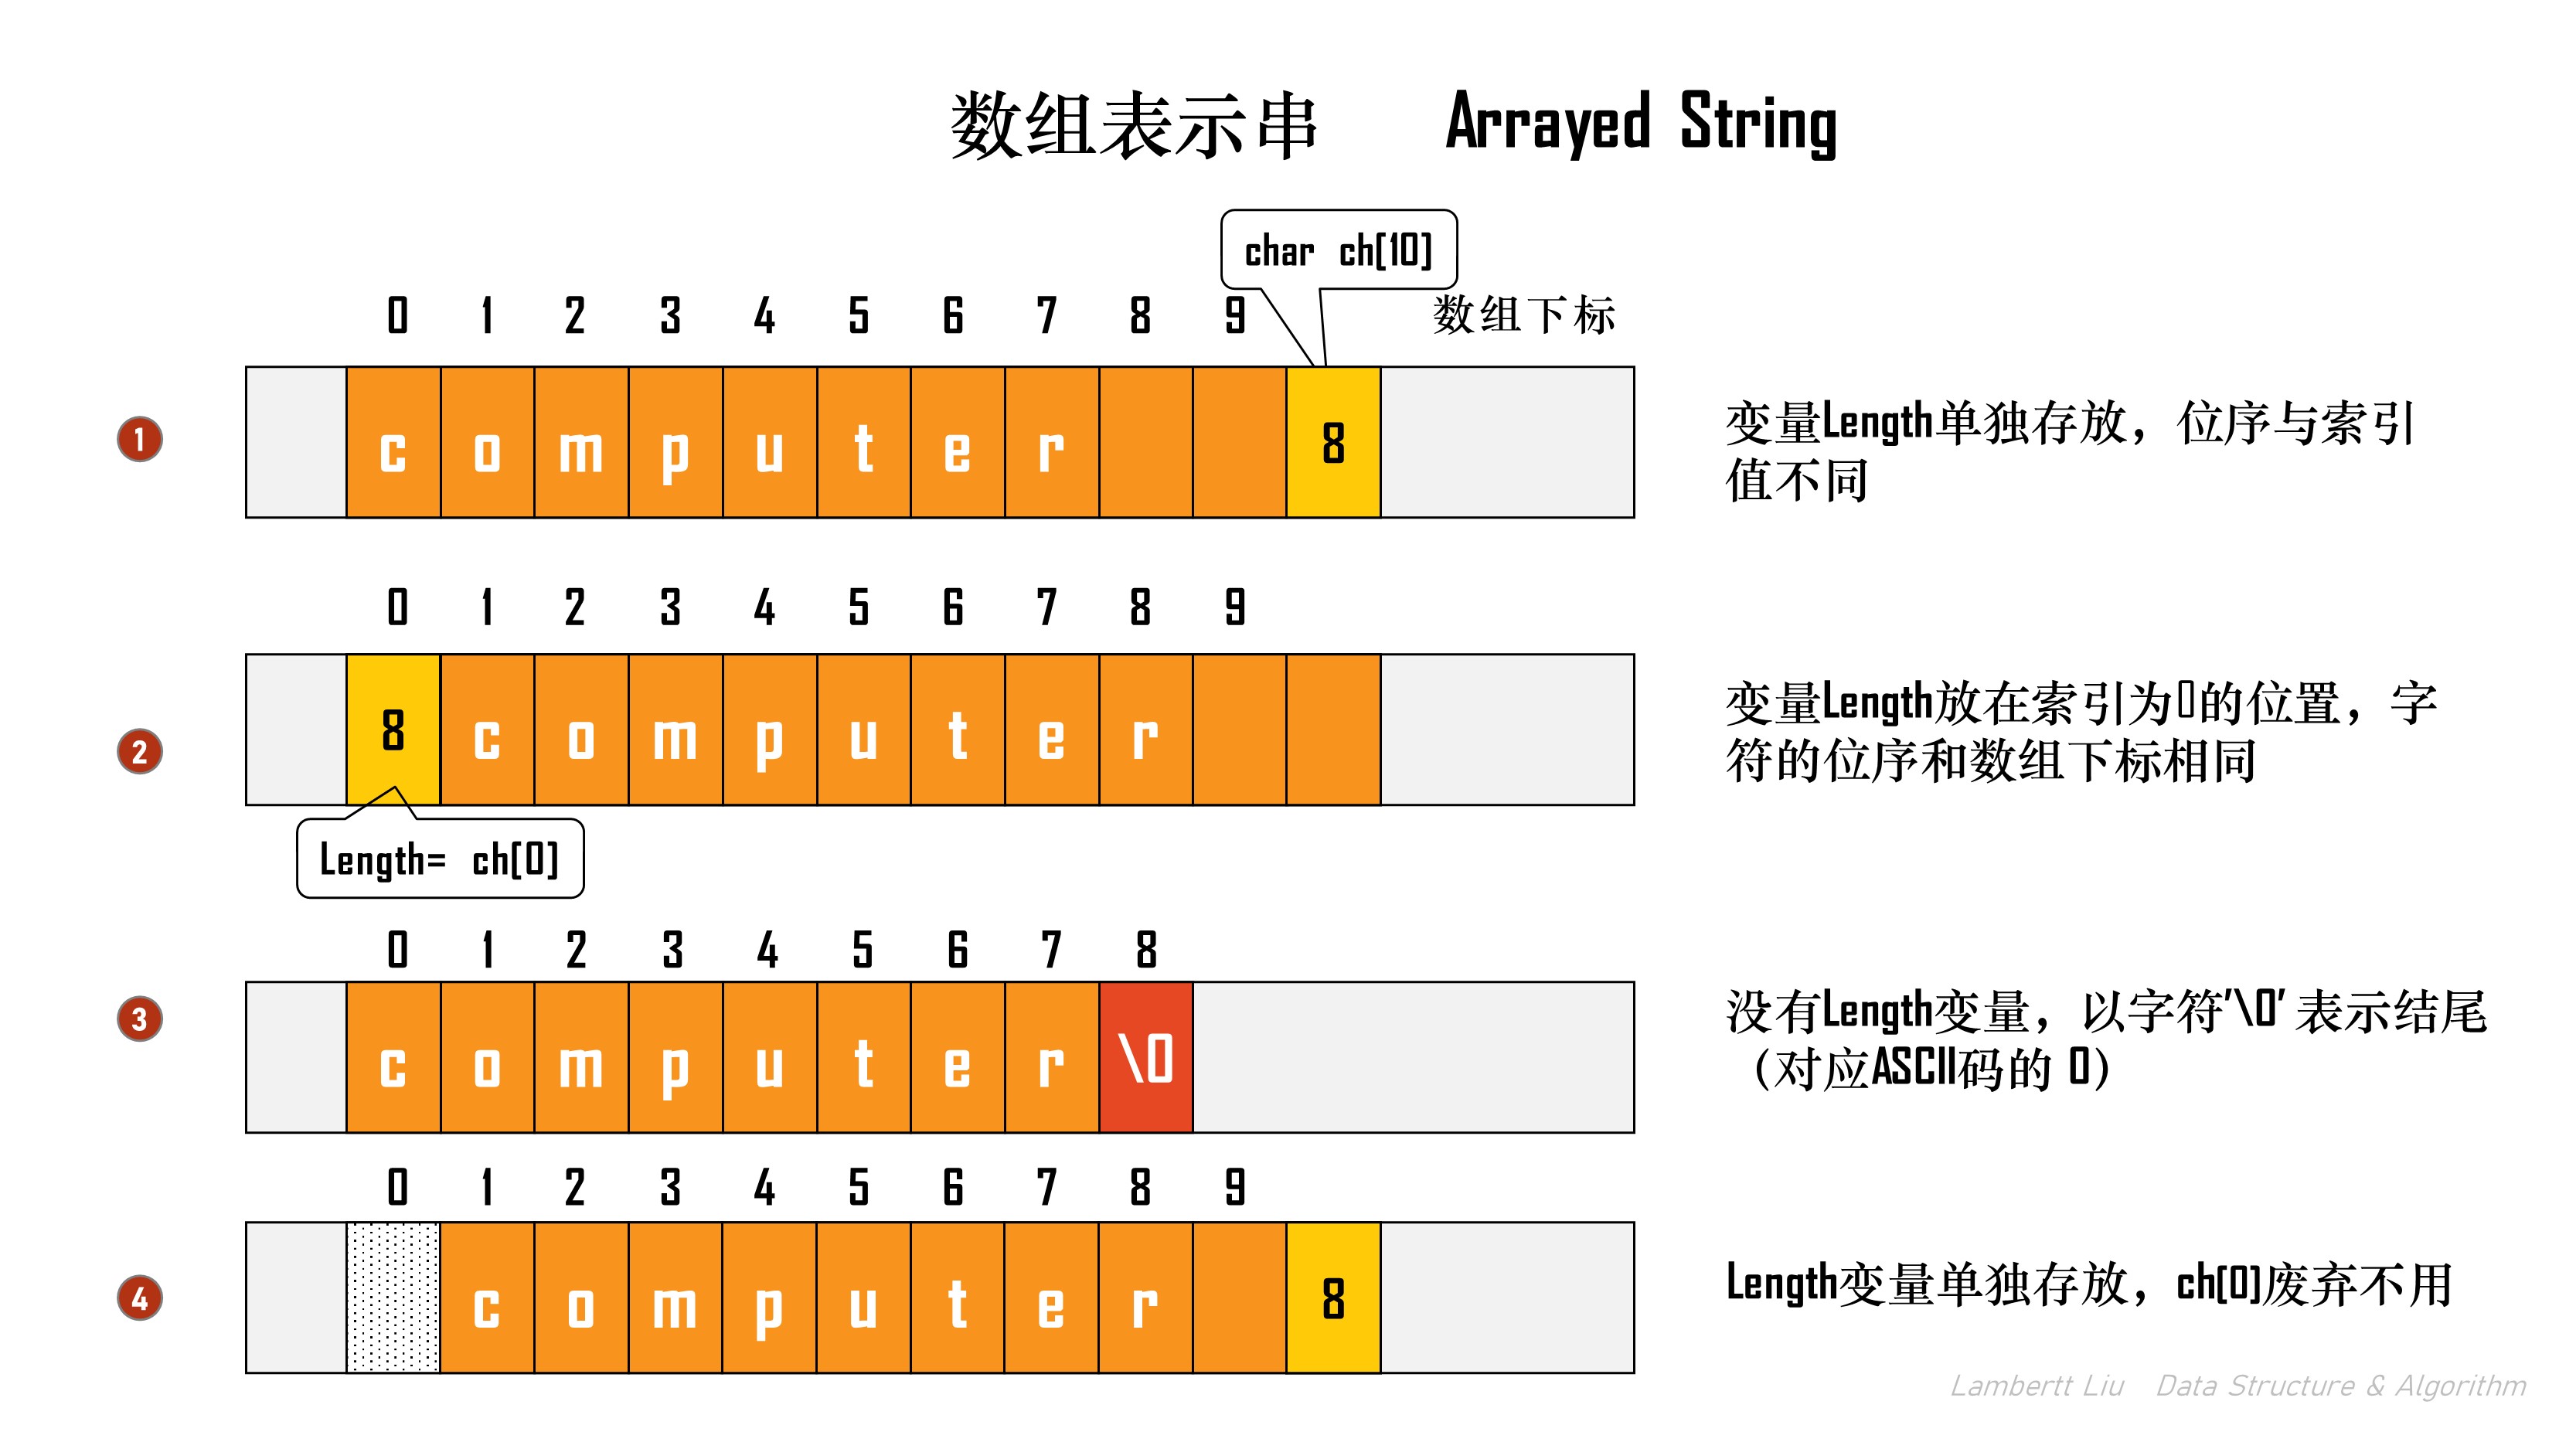 数组表示串 Arrayed String
char ch[10]
0 1 2 3 4 5 6 7 8 9 数组下标
1 c o m p u t e r 8
变量Length单独存放，位序与索引
值不同
0 1 2 3 4 5 6 7 8 9
2 8 c o m p u t e r
变量Length放在索引为0的位置，字
符的位序和数组下标相同
Length= ch[0]
0 1 2 3 4 5 6 7 8
3 c o m p u t e r \0
没有Length变量，以字符'\0' 表示结尾
（对应ASCII码的 0）
0 1 2 3 4 5 6 7 8 9
4 c o m p u t e r 8
Length变量单独存放，ch[0]废弃不用
Lambertt Liu Data Structure & Algorithm